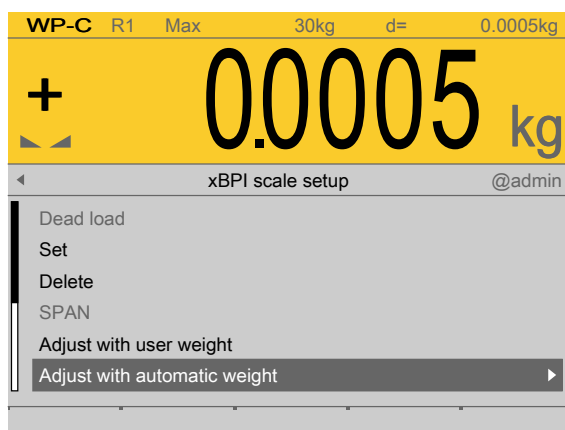 WP-C R1 Max 30kg d= 0.0005kg
+ 0.0005 kg
xBPI scale setup @admin
Dead load
Set
Delete
SPAN
Adjust with user weight
Adjust with automatic weight